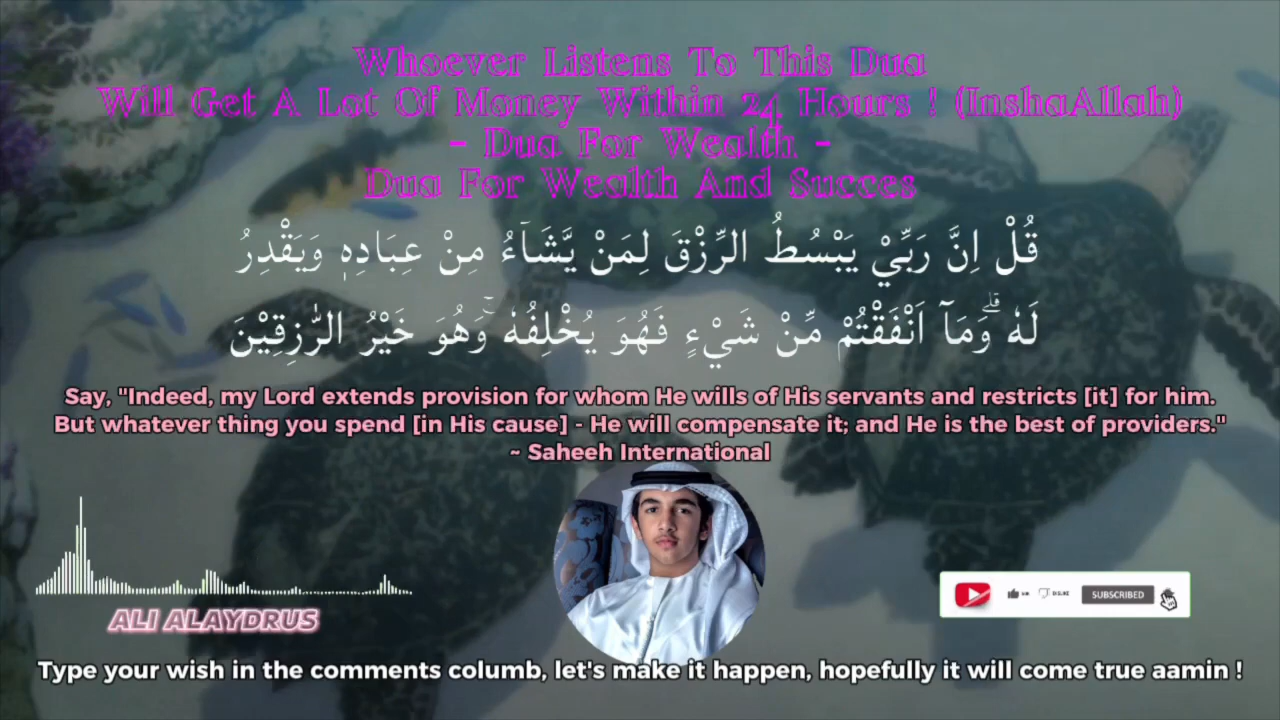 Whoever Listens To This Dua
Will Get A Lot Of Money Within 24 Hours ! (InshaAllah)
- Dua For Wealth -
Dua For Wealth And Succes
قُلْ اِنَّ رَبِّيْ يَبْسُطُ الرِّزْقَ لِمَنْ يَّشَاۤءُ مِنْ عِبَادِهٖ وَيَقْدِرُ
لَهٗ ۗوَمَآ اَنْفَقْتُمْ مِّنْ شَيْءٍ فَهُوَ يُخْلِفُهٗ ۚوَهُوَ خَيْرُ الرّٰزِقِيْنَ
Say, "Indeed, my Lord extends provision for whom He wills of His servants and restricts [it] for him.
But whatever thing you spend [in His cause] - He will compensate it; and He is the best of providers."
~ Saheeh International
ALI ALAYDRUS
SUBSCRIBED
Type your wish in the comments columb, let's make it happen, hopefully it will come true aamin !